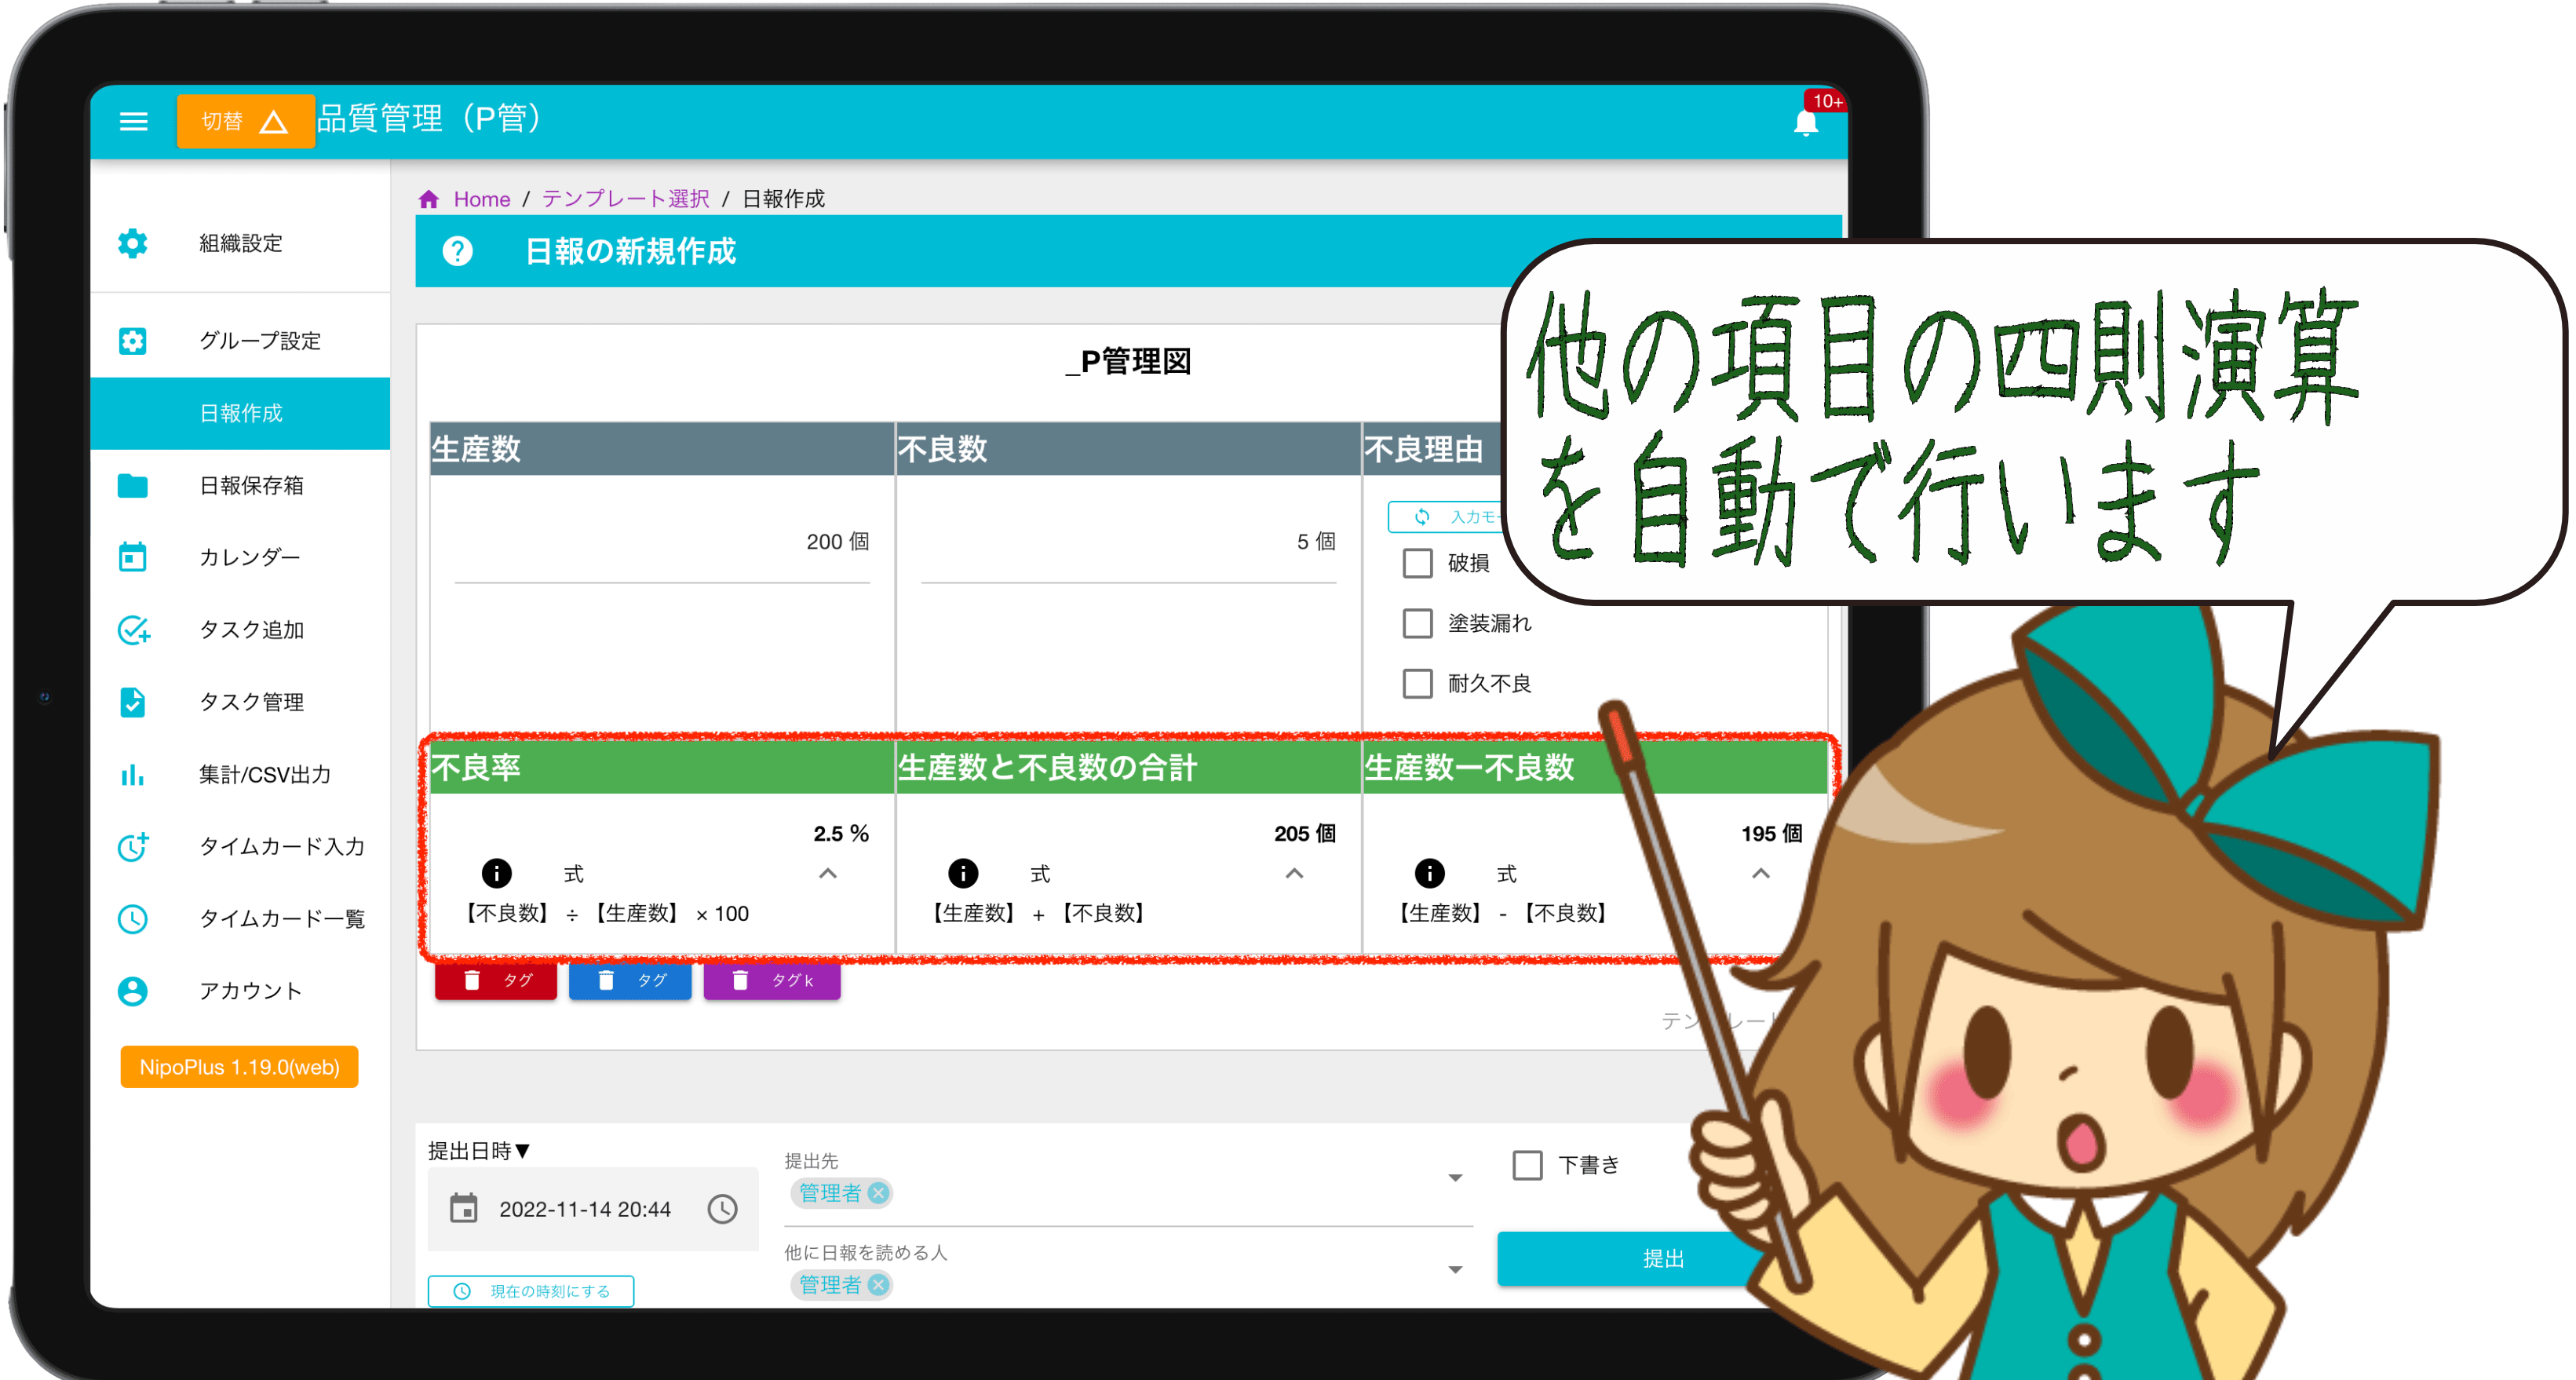 切替 品質管理（P管）
10+
組織設定
グループ設定
日報作成
日報保存箱
カレンダー
タスク追加
タスク管理
集計/CSV出力
タイムカード入力
タイムカード一覧
アカウント
NipoPlus 1.19.0(web)
Home / テンプレート選択 / 日報作成
日報の新規作成
_P管理図
生産数 不良数 不良理由
200 個 5 個
入力モー
破損
塗装漏れ
耐久不良
不良率 生産数と不良数の合計 生産数ー不良数
2.5 % 205 個 195 個
式 式 式
【不良数】 ÷ 【生産数】 × 100 【生産数】 + 【不良数】 【生産数】 - 【不良数】
タグ タグ タグk
提出日時▼
2022-11-14 20:44
現在の時刻にする
提出先
管理者
他に日報を読める人
管理者
下書き
提出
他の項目の四則演算
を自動で行います